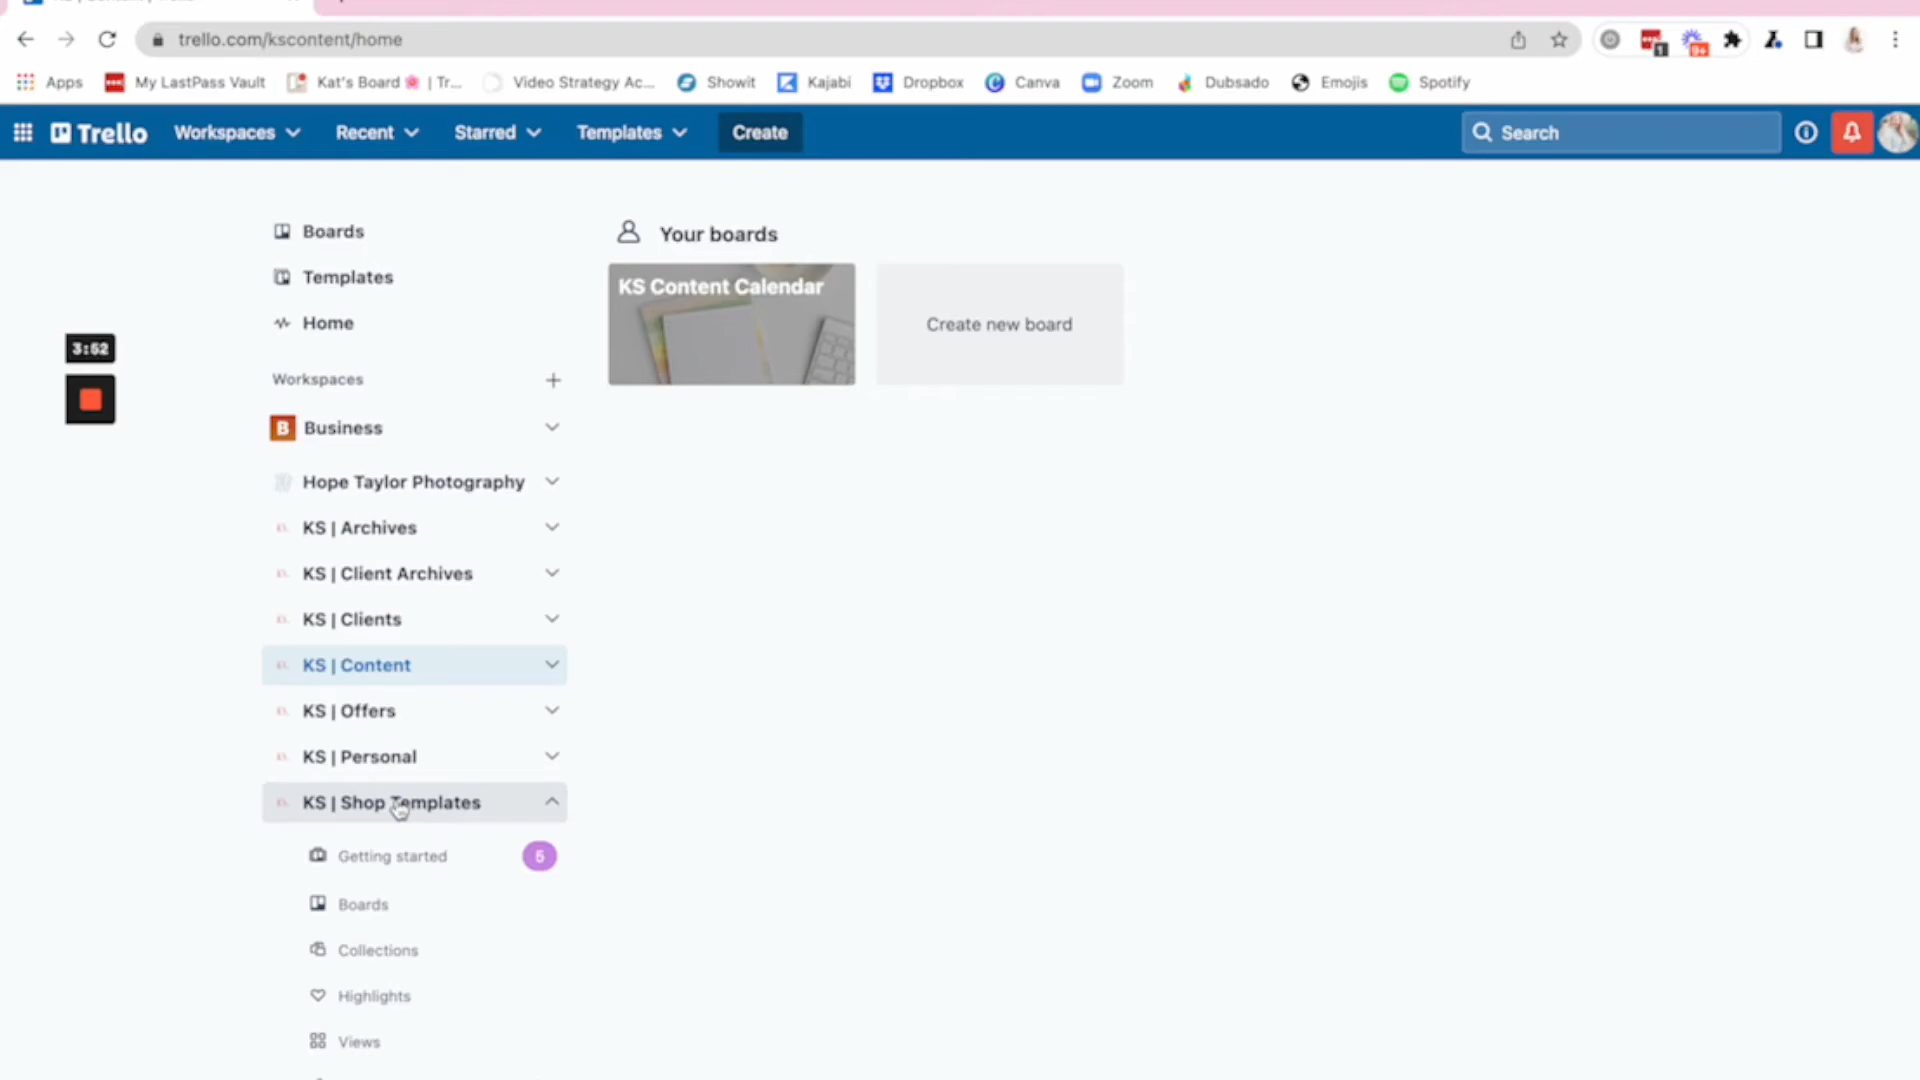 trello.com/kscontent/home
1
9+
Apps
My LastPass Vault
Kat's Board 🌸 | Tr...
Video Strategy Ac...
Showit
Kajabi
Dropbox
Canva
Zoom
Dubsado
Emojis
Spotify
Trello
Workspaces
Recent
Starred
Templates
Create
Search
Boards
Templates
Home
Workspaces
B Business
Hope Taylor Photography
KS | Archives
KS | Client Archives
KS | Clients
KS | Content
KS | Offers
KS | Personal
KS | Shop Templates
Getting started
5
Boards
Collections
Highlights
Views
Your boards
KS Content Calendar
Create new board
3:52